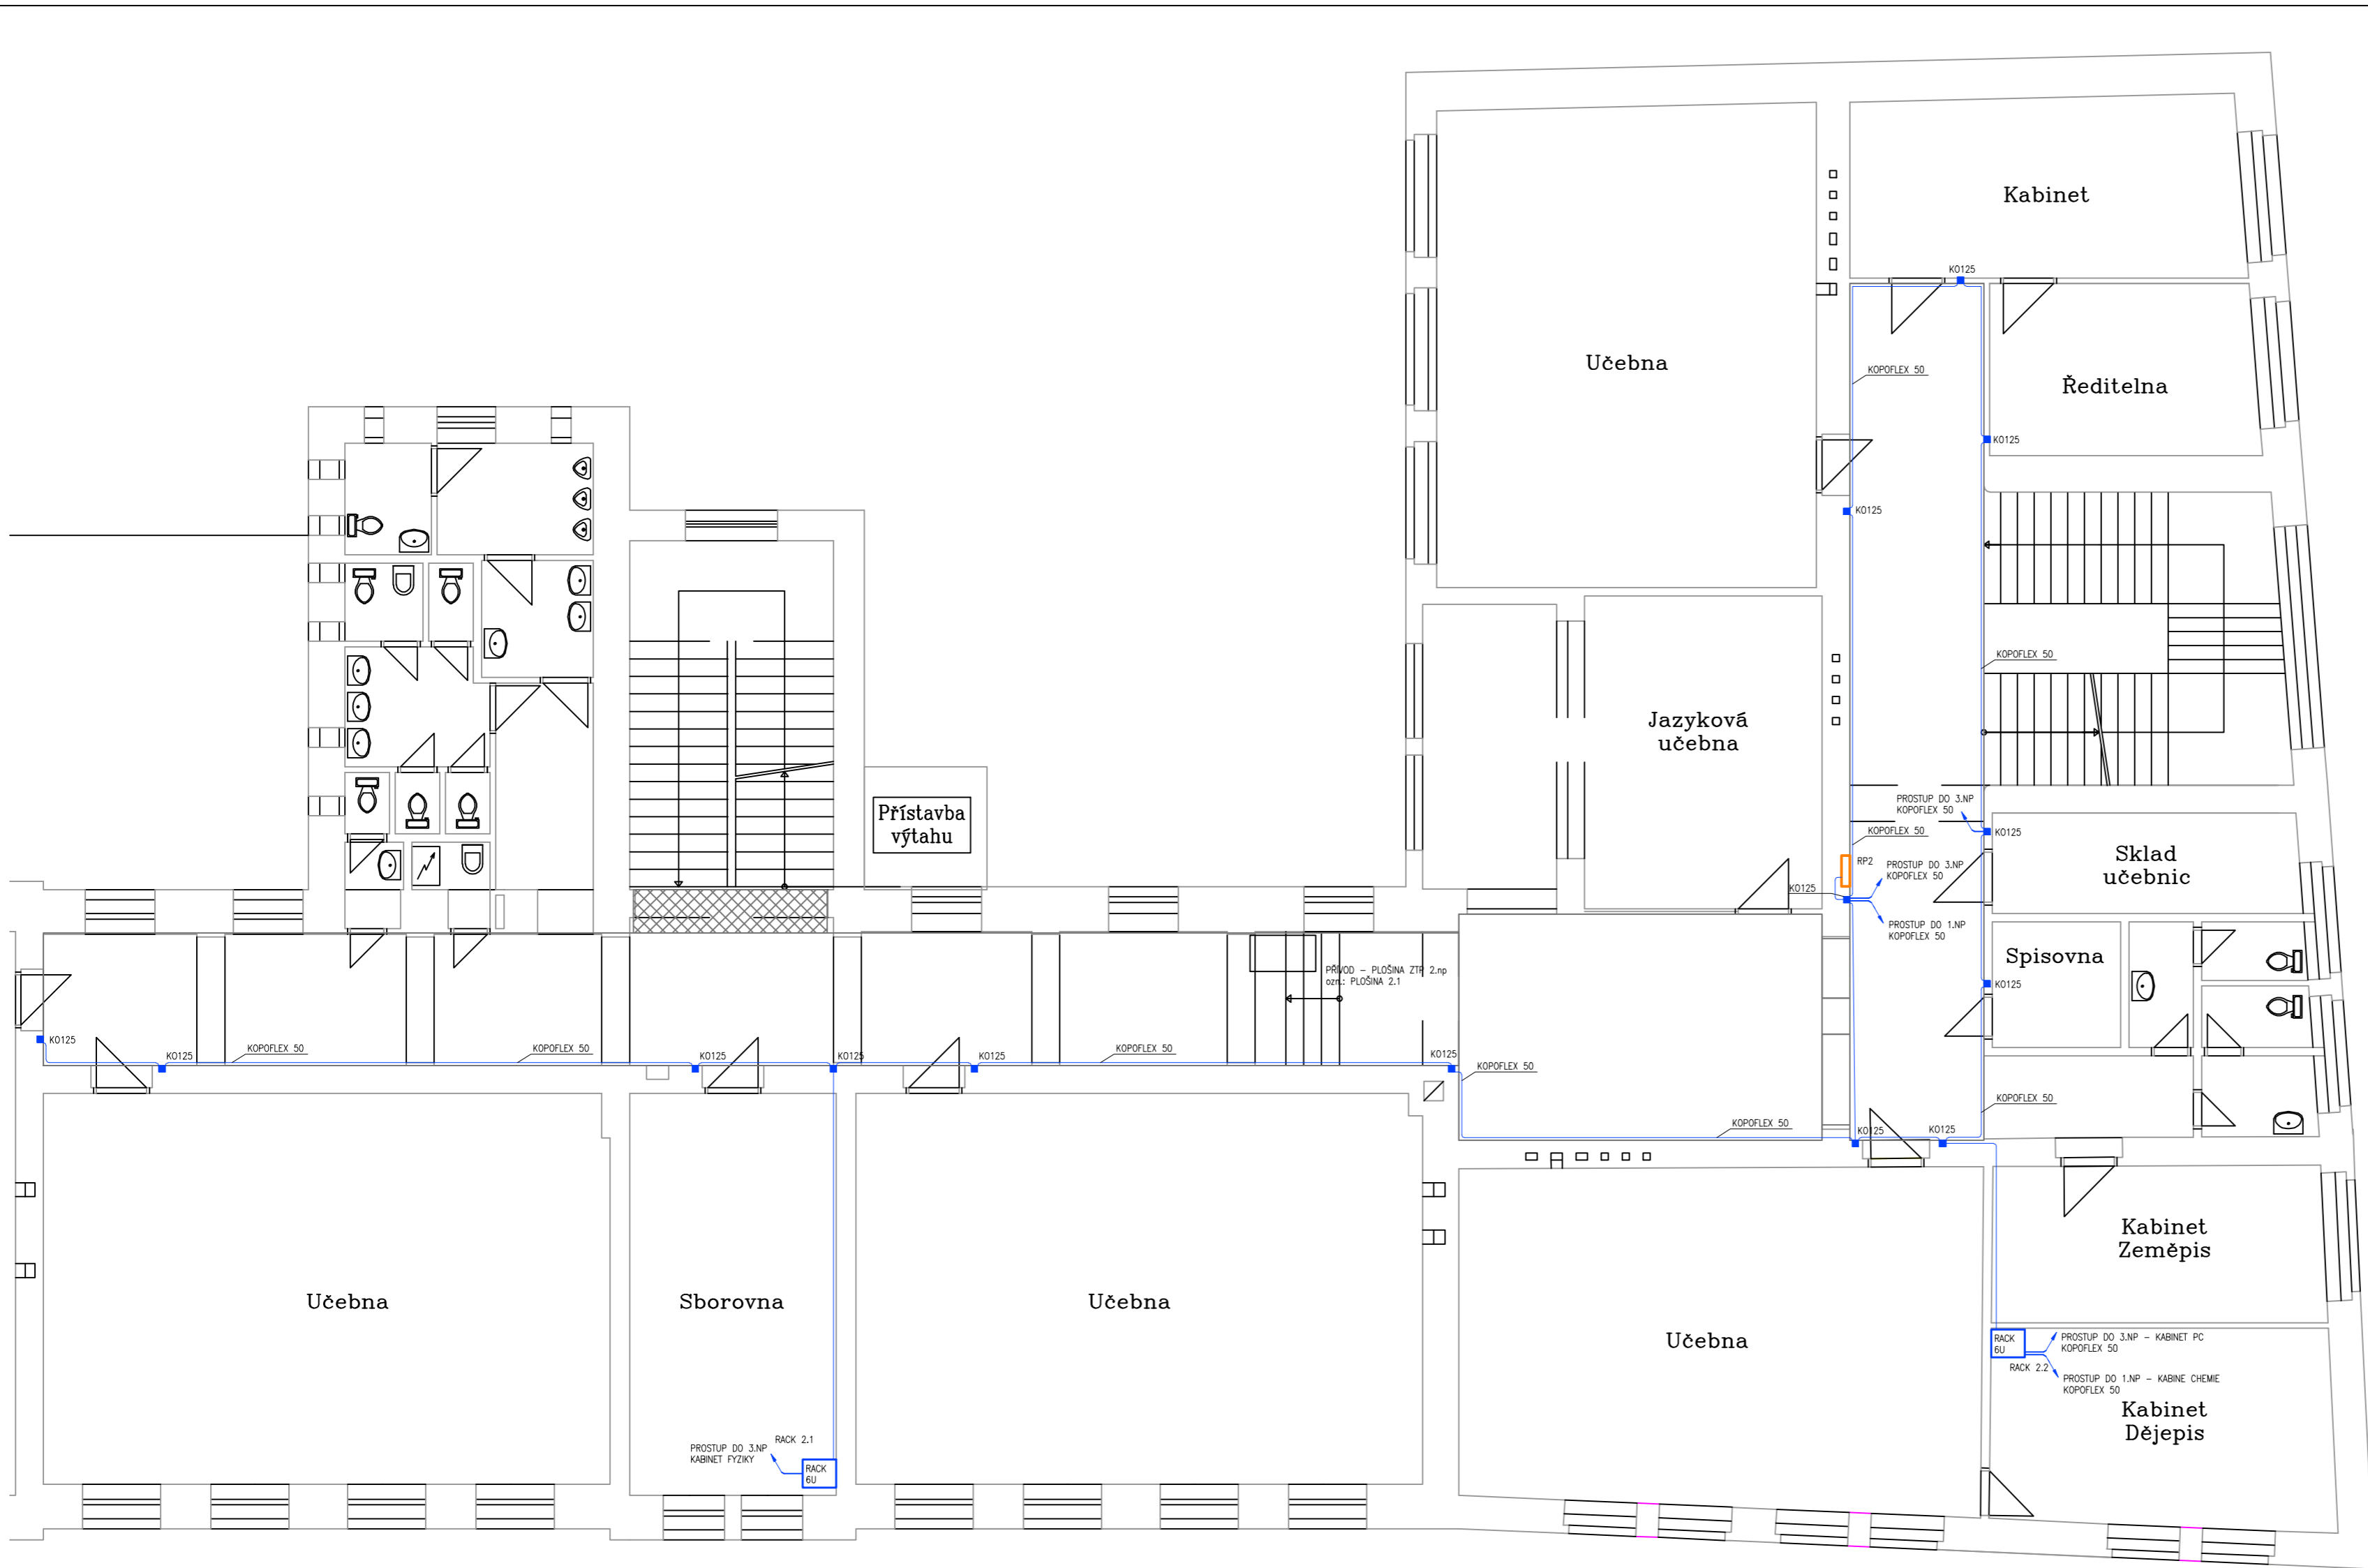 Kabinet
KO125
Učebna
KOPOFLEX 50
Ředitelna
KO125
KO125
KOPOFLEX 50
Jazyková
učebna
PROSTUP DO 3.NP
KOPOFLEX 50
Přístavba
výtahu
KOPOFLEX 50
KO125
Sklad
učebnic
RP2
PROSTUP DO 3.NP
KOPOFLEX 50
KO125
PROSTUP DO 1.NP
KOPOFLEX 50
Spisovna
PŘÍVOD - PLOŠINA ZTP 2.np
ozn.: PLOŠINA 2.1
KO125
KO125
KO125
KOPOFLEX 50
KOPOFLEX 50
KO125
KO125
KO125
KOPOFLEX 50
KO125
KOPOFLEX 50
KOPOFLEX 50
KOPOFLEX 50
KO125
KO125
Kabinet
Zeměpis
Učebna
Sborovna
Učebna
Učebna
RACK
6U
PROSTUP DO 3.NP - KABINET PC
KOPOFLEX 50
RACK 2.2
PROSTUP DO 1.NP - KABINE CHEMIE
KOPOFLEX 50
Kabinet
Dějepis
RACK 2.1
PROSTUP DO 3.NP
KABINET FYZIKY
RACK
6U